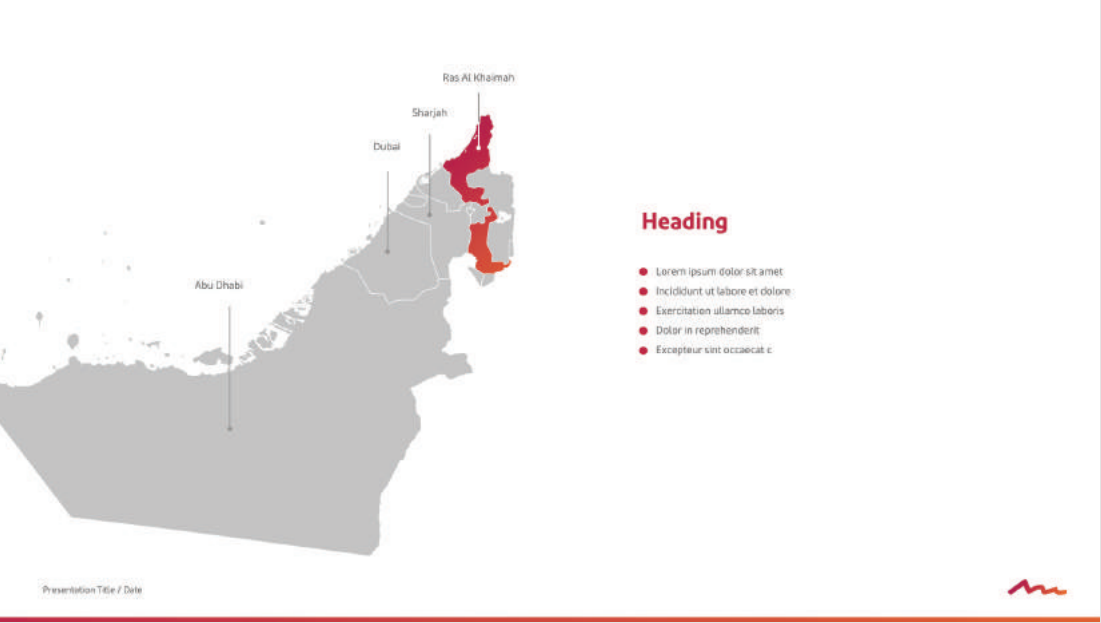 Ras Al Khaimah
Sharjah
Dubai
Abu Dhabi
Heading
Lorem ipsum dolor sit amet
Incididunt ut labore et dolore
Exercitation ullamco laboris
Dolor in reprehenderit
Excepteur sint occaecat c
Presentation Title / Date